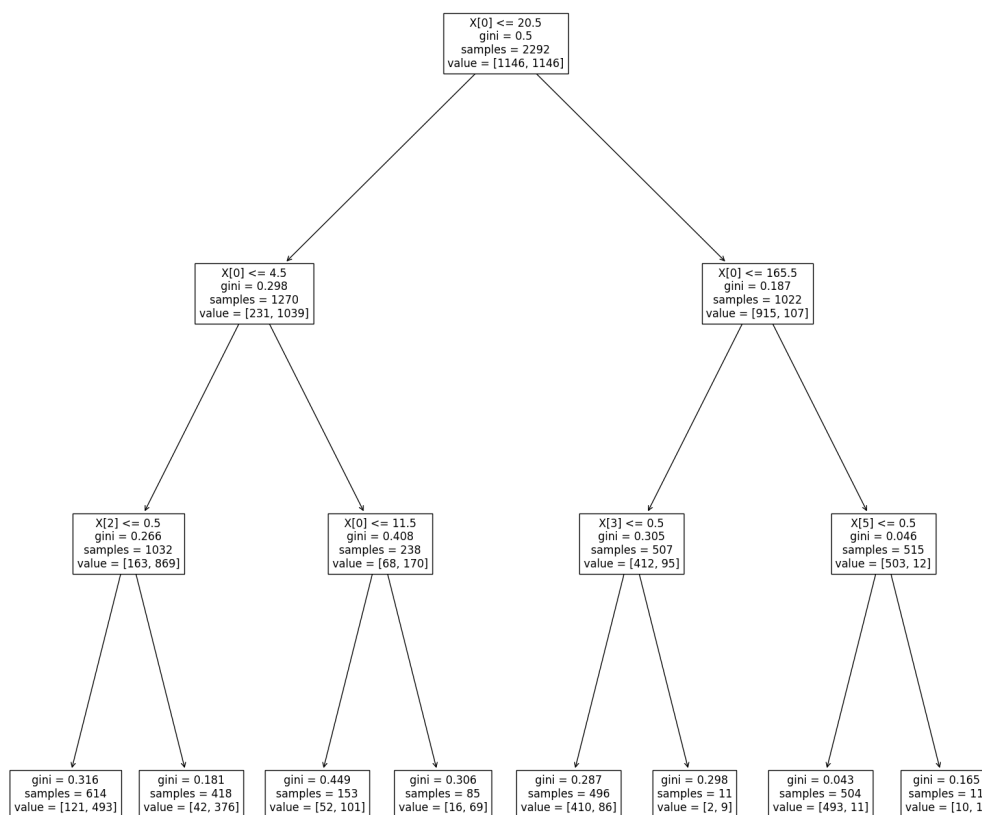 X[0] <= 20.5
gini = 0.5
samples = 2292
value = [1146, 1146]
X[0] <= 4.5
gini = 0.298
samples = 1270
value = [231, 1039]
X[0] <= 165.5
gini = 0.187
samples = 1022
value = [915, 107]
X[2] <= 0.5
gini = 0.266
samples = 1032
value = [163, 869]
X[0] <= 11.5
gini = 0.408
samples = 238
value = [68, 170]
X[3] <= 0.5
gini = 0.305
samples = 507
value = [412, 95]
X[5] <= 0.5
gini = 0.046
samples = 515
value = [503, 12]
gini = 0.316
samples = 614
value = [121, 493]
gini = 0.181
samples = 418
value = [42, 376]
gini = 0.449
samples = 153
value = [52, 101]
gini = 0.306
samples = 85
value = [16, 69]
gini = 0.287
samples = 496
value = [410, 86]
gini = 0.298
samples = 11
value = [2, 9]
gini = 0.043
samples = 504
value = [493, 11]
gini = 0.165
samples = 11
value = [10, 1